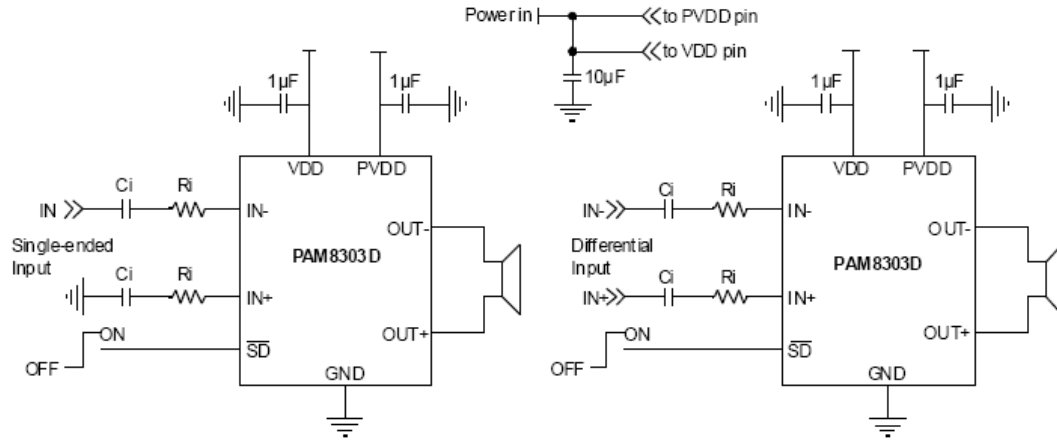 Power in
to PVDD pin
to VDD pin
10µF
1µF
1µF
VDD
PVDD
Ci
Ri
IN
IN-
Single-ended
Input
OUT-
PAM8303D
Ci
Ri
IN+
OUT+
ON
OFF
SD
GND
1µF
1µF
VDD
PVDD
Ci
Ri
IN-
IN-
Differential
Input
OUT-
PAM8303D
Ci
Ri
IN+
IN+
OUT+
ON
OFF
SD
GND